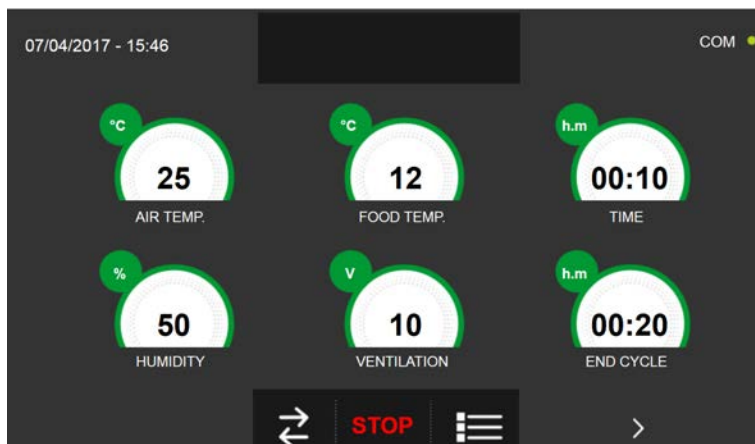 07/04/2017 - 15:46
COM
°C °C h.m
25 12 00:10
AIR TEMP. FOOD TEMP. TIME
% V h.m
50 10 00:20
HUMIDITY VENTILATION END CYCLE
STOP